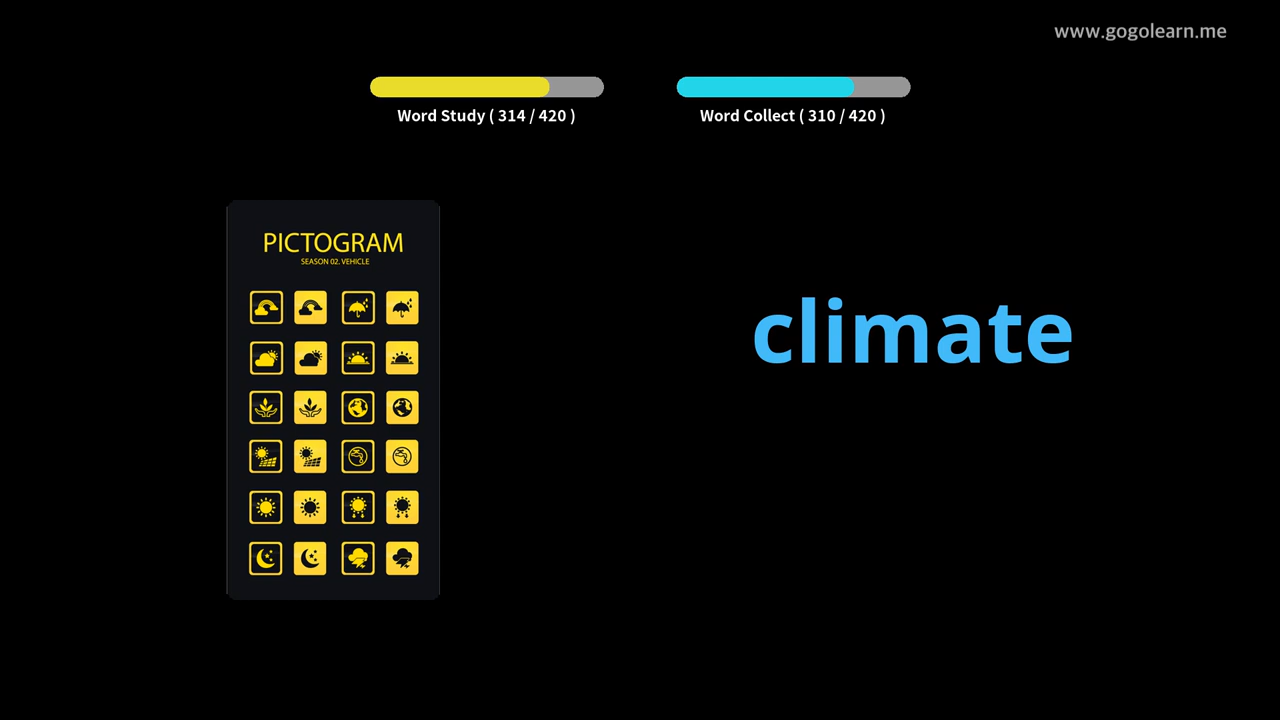 www.gogolearn.me
Word Study ( 314 / 420 )
Word Collect ( 310 / 420 )
PICTOGRAM
SEASON 02. VEHICLE
climate